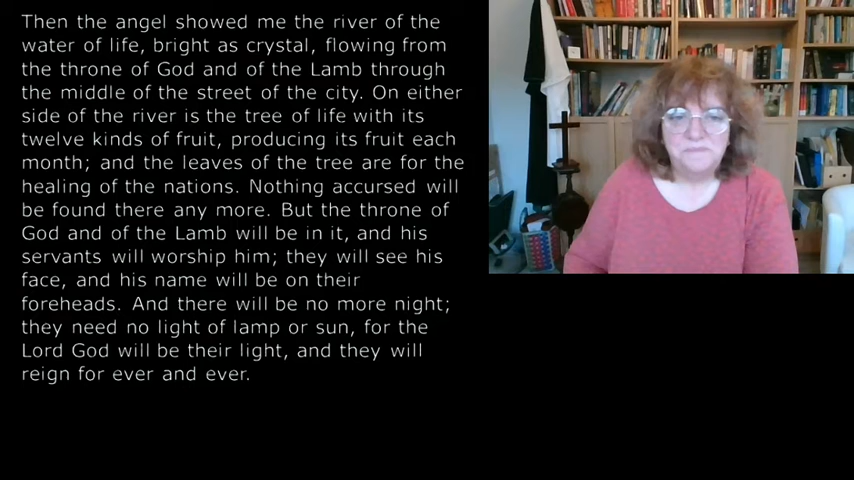 Then the angel showed me the river of the
water of life, bright as crystal, flowing from
the throne of God and of the Lamb through
the middle of the street of the city. On either
side of the river is the tree of life with its
twelve kinds of fruit, producing its fruit each
month; and the leaves of the tree are for the
healing of the nations. Nothing accursed will
be found there any more. But the throne of
God and of the Lamb will be in it, and his
servants will worship him; they will see his
face, and his name will be on their
foreheads. And there will be no more night;
they need no light of lamp or sun, for the
Lord God will be their light, and they will
reign for ever and ever.